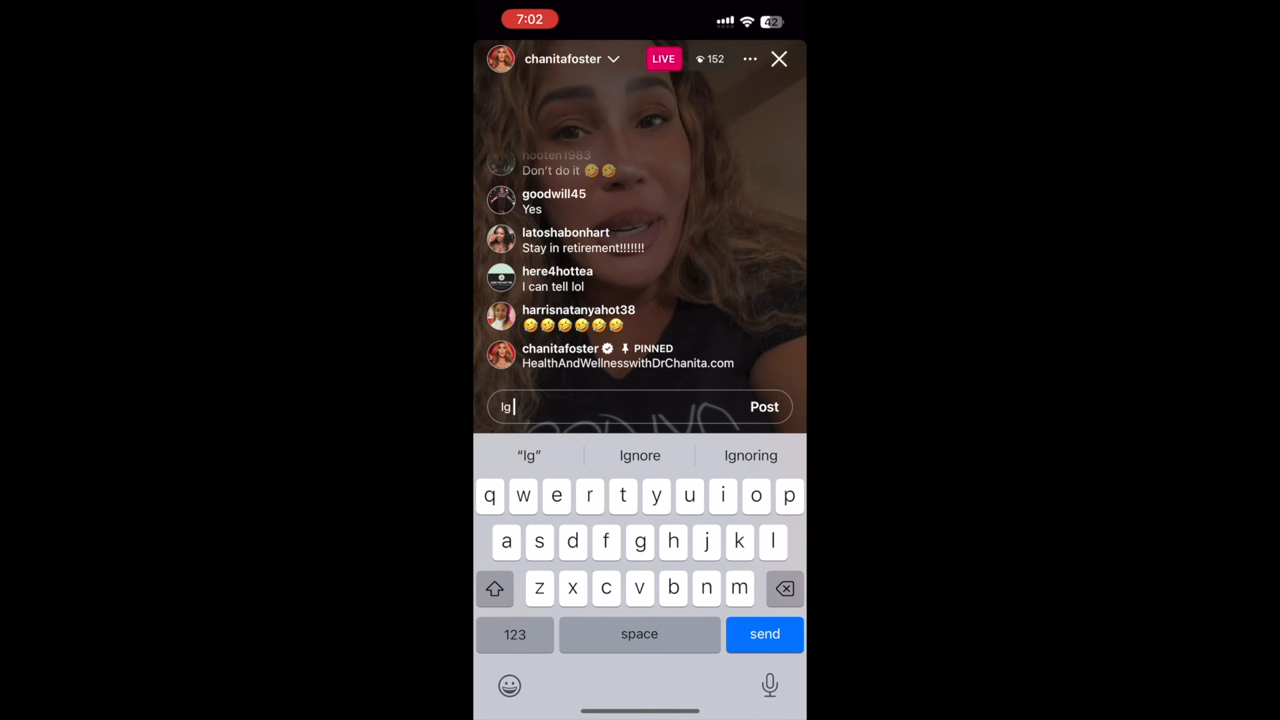 7:02
42
chanitafoster
LIVE
152
hooten1983
Don't do it 🤣🤣
goodwill45
Yes
latoshabonhart
Stay in retirement!!!!!!!
here4hottea
I can tell lol
harrisnatanyahot38
🤣🤣🤣🤣🤣🤣
chanitafoster PINNED
HealthAndWellnesswithDrChanita.com
Ig
Post
“Ig” Ignore Ignoring
q w e r t y u i o p
a s d f g h j k l
z x c v b n m
123 space send